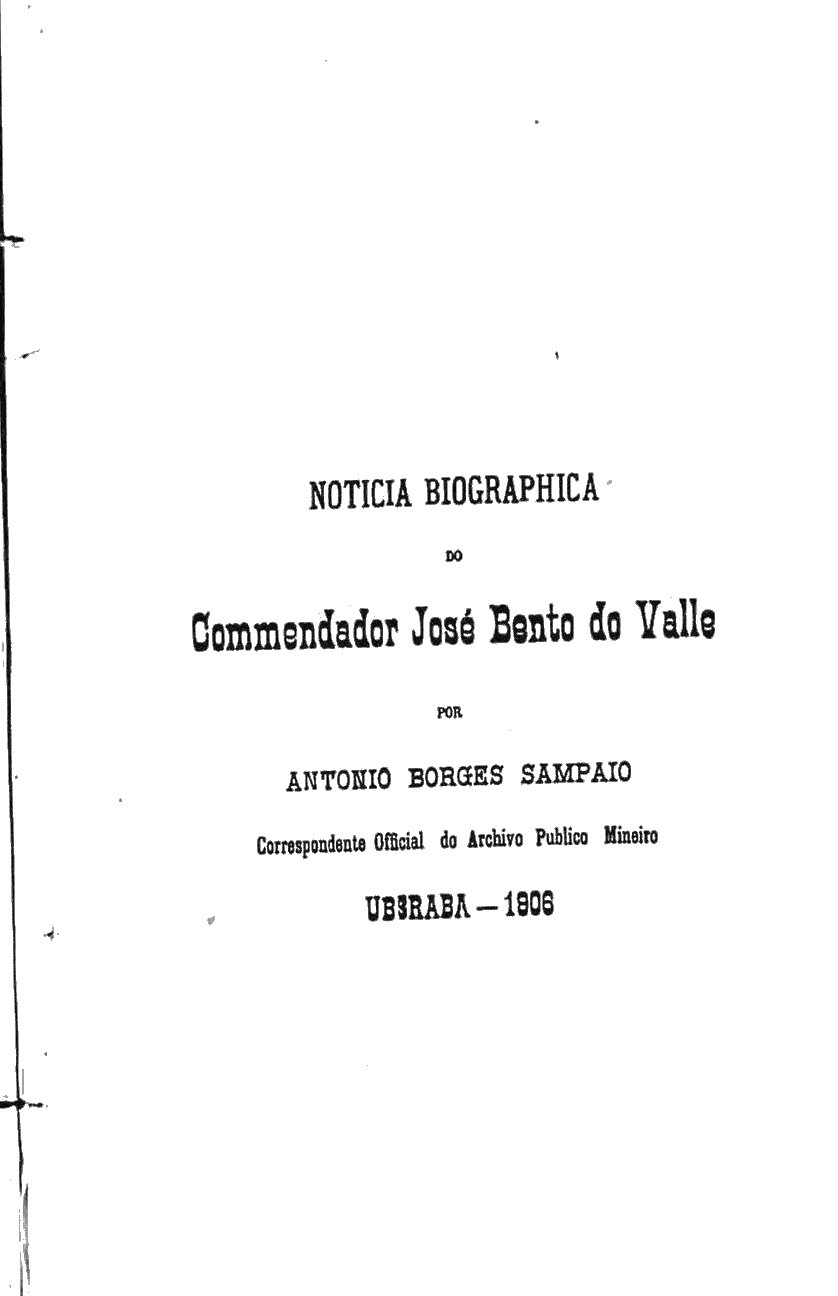 NOTICIA BIOGRAPHICA
DO
Commendador José Bento do Valle
POR
ANTONIO BORGES SAMPAIO
Correspondente Official do Archivo Publico Mineiro
UBERABA — 1906